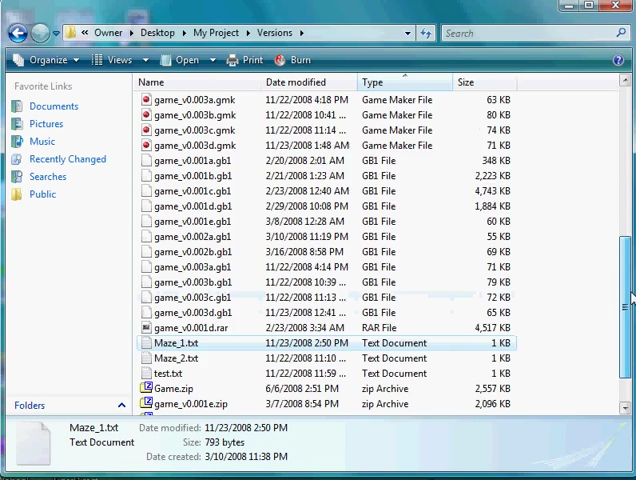 « Owner › Desktop › My Project › Versions ›
Search
Organize Views Open Print Burn
Favorite Links
Documents
Pictures
Music
Recently Changed
Searches
Public
Folders
Name Date modified Type Size
game_v0.003a.gmk 11/22/2008 4:18 PM Game Maker File 63 KB
game_v0.003b.gmk 11/22/2008 10:41 ... Game Maker File 80 KB
game_v0.003c.gmk 11/22/2008 11:14 ... Game Maker File 74 KB
game_v0.003d.gmk 11/23/2008 1:48 AM Game Maker File 71 KB
game_v0.001a.gb1 2/20/2008 2:01 AM GB1 File 348 KB
game_v0.001b.gb1 2/21/2008 1:23 AM GB1 File 2,223 KB
game_v0.001c.gb1 2/23/2008 12:40 AM GB1 File 4,743 KB
game_v0.001d.gb1 2/29/2008 10:08 PM GB1 File 1,884 KB
game_v0.001e.gb1 3/8/2008 12:28 AM GB1 File 60 KB
game_v0.002a.gb1 3/10/2008 11:19 PM GB1 File 55 KB
game_v0.002b.gb1 3/16/2008 8:58 PM GB1 File 69 KB
game_v0.003a.gb1 11/22/2008 4:14 PM GB1 File 71 KB
game_v0.003b.gb1 11/22/2008 10:39 ... GB1 File 79 KB
game_v0.003c.gb1 11/22/2008 11:13 ... GB1 File 72 KB
game_v0.003d.gb1 11/23/2008 12:41 ... GB1 File 65 KB
game_v0.001d.rar 2/23/2008 3:34 AM RAR File 4,517 KB
Maze_1.txt 11/23/2008 2:50 PM Text Document 1 KB
Maze_2.txt 11/22/2008 11:10 ... Text Document 1 KB
test.txt 11/22/2008 11:59 ... Text Document 1 KB
Game.zip 6/6/2008 2:51 PM zip Archive 2,557 KB
game_v0.001e.zip 3/7/2008 8:54 PM zip Archive 2,096 KB
Maze_1.txt Date modified: 11/23/2008 2:50 PM
Text Document Size: 793 bytes
Date created: 3/10/2008 11:38 PM